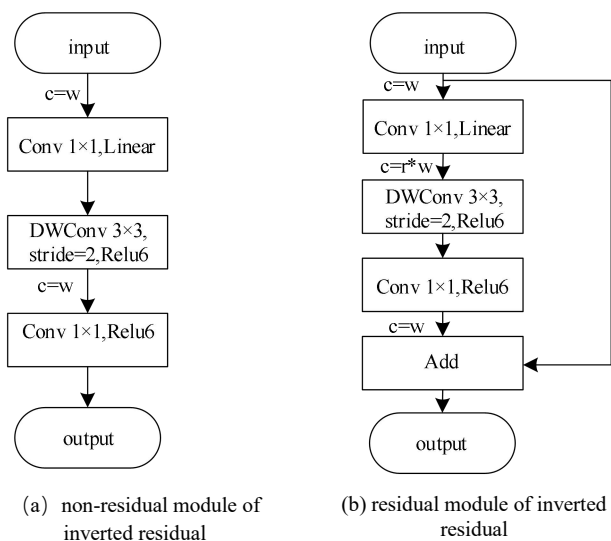 input
c=w
Conv 1×1,Linear
DWConv 3×3,
stride=2,Relu6
c=w
Conv 1×1,Relu6
output
(a) non-residual module of
inverted residual
input
c=w
Conv 1×1,Linear
c=r*w
DWConv 3×3,
stride=2,Relu6
Conv 1×1,Relu6
c=w
Add
output
(b) residual module of inverted
residual